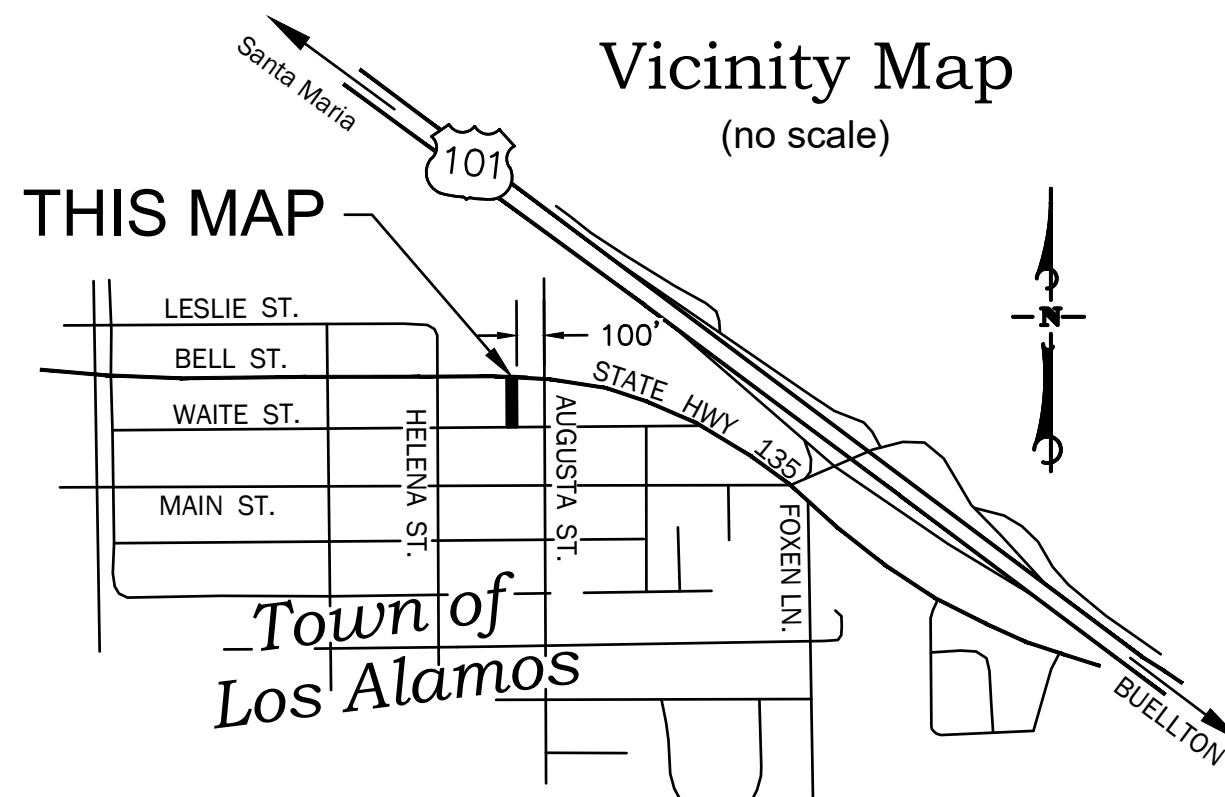 Vicinity Map
(no scale)
Santa Maria
101
THIS MAP
N
LESLIE ST.
100'
BELL ST.
STATE HWY 135
WAITE ST.
HELENA ST.
AUGUSTA ST.
MAIN ST.
FOXEN LN.
Town of
Los Alamos
BUELLTON